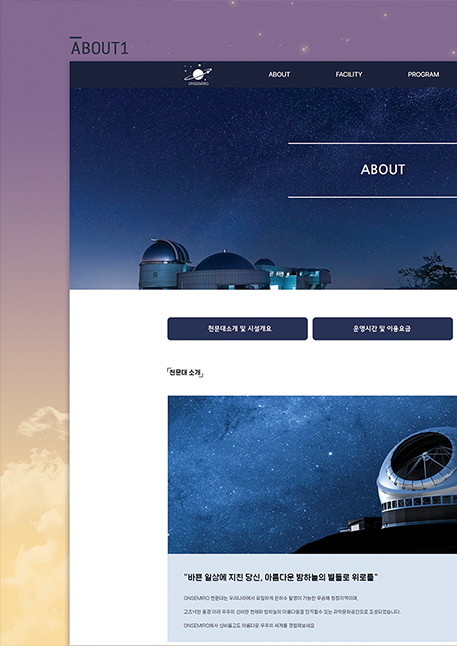 ABOUT1
ONSEMIRO
ABOUT FACILITY PROGRAM
ABOUT
천문대소개 및 시설개요 운영시간 및 이용요금
「천문대 소개」
"바쁜 일상에 지친 당신, 아름다운 밤하늘의 별들로 위로를"
ONSEMIRO 천문대는 우리나라에서 유일하게 은하수 촬영이 가능한 무공해 청정지역이며,
고즈넉한 풍경 아래 우주의 신비한 천체와 밤하늘의 아름다움을 만끽할수 있는 과학문화공간으로 조성되었습니다.
ONSEMIRO에서 신비롭고도 아름다운 우주의 세계를 경험해보세요